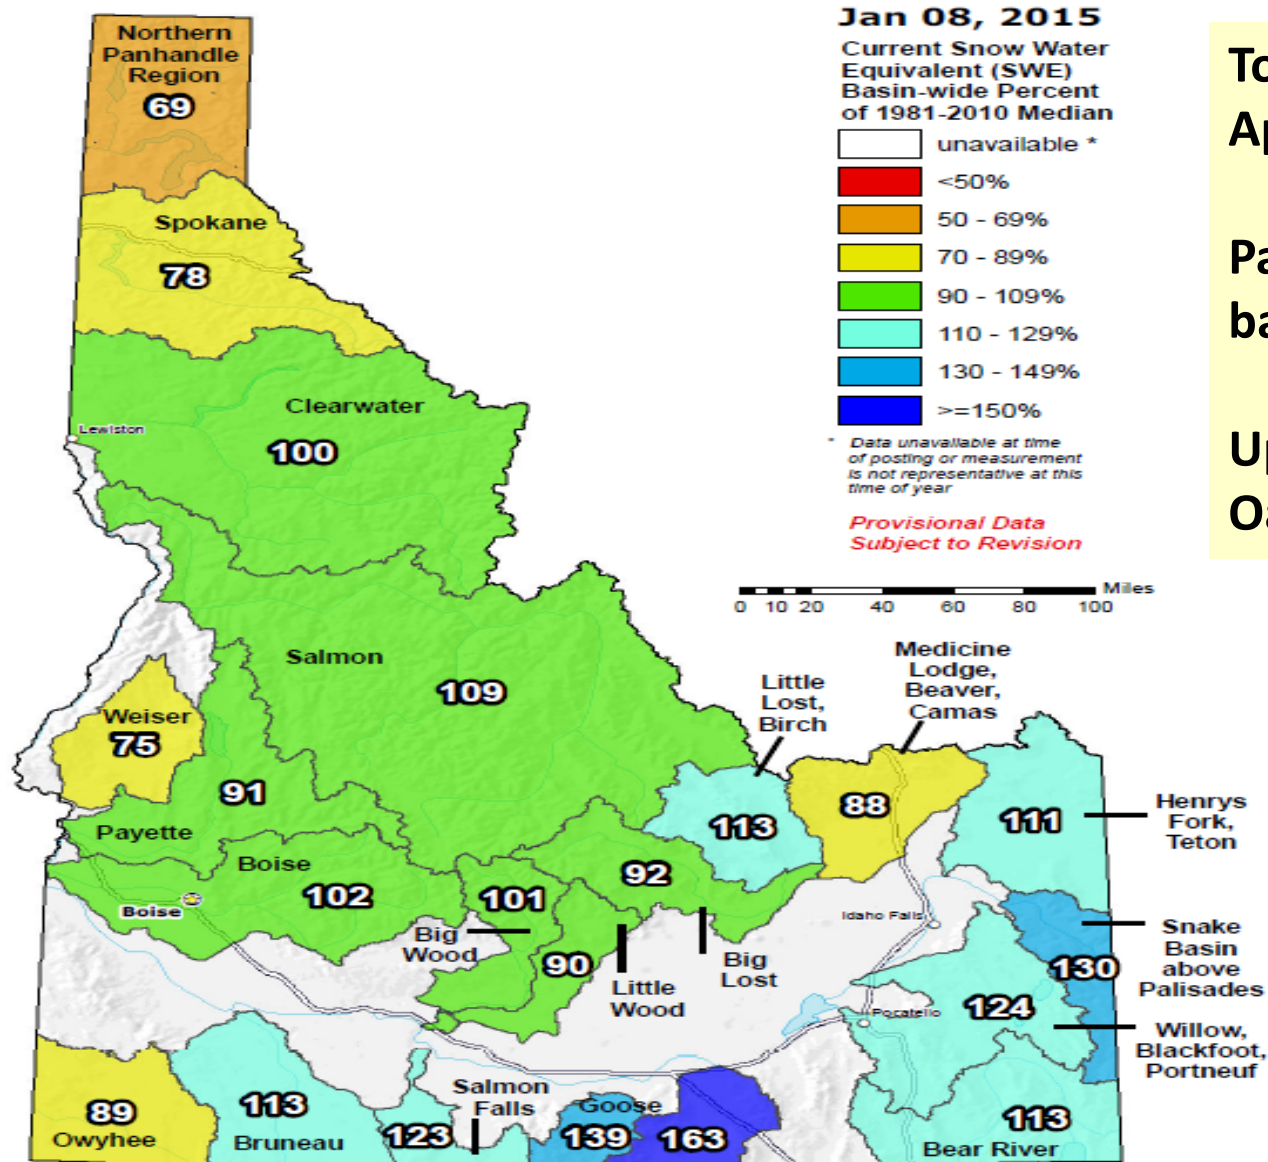 Jan 08, 2015
Current Snow Water
Equivalent (SWE)
Basin-wide Percent
of 1981-2010 Median
unavailable *
<50%
50 - 69%
70 - 89%
90 - 109%
110 - 129%
130 - 149%
>=150%
* Data unavailable at time
of posting or measurement
is not representative at this
time of year
Provisional Data
Subject to Revision
0 10 20 40 60 80 100 Miles
To
Ap
Pa
ba
Up
Oa
Northern
Panhandle
Region
69
Spokane
78
Clearwater
100
Lewiston
Salmon
109
Weiser
75
91
Payette
Boise
102
Boise
101
Big
Wood
90
Little
Wood
92
Big
Lost
Little
Lost,
Birch
113
Medicine
Lodge,
Beaver,
Camas
88
111
Henrys
Fork,
Teton
Idaho Falls
Snake
Basin
above
Palisades
130
124
Pocatello
Willow,
Blackfoot,
Portneuf
89
Owyhee
113
Bruneau
Salmon
Falls
123
Goose
139
163
113
Bear River